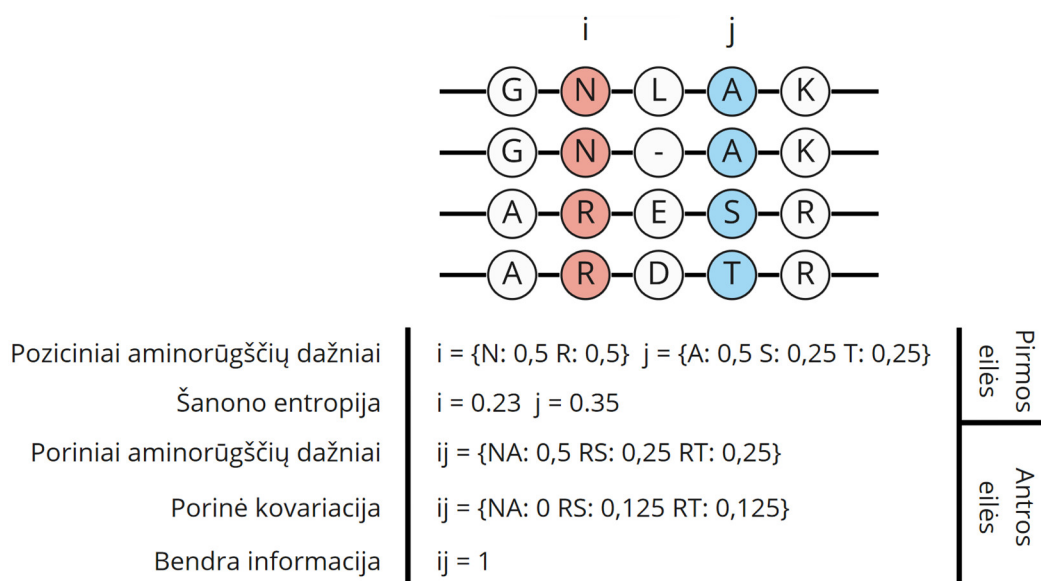 i j
G N L A K
G N - A K
A R E S R
A R D T R
Poziciniai aminorūgščių dažniai i = {N: 0,5 R: 0,5} j = {A: 0,5 S: 0,25 T: 0,25}
Šanono entropija i = 0.23 j = 0.35
Pirmos
eilės
Poriniai aminorūgščių dažniai ij = {NA: 0,5 RS: 0,25 RT: 0,25}
Porinė kovariacija ij = {NA: 0 RS: 0,125 RT: 0,125}
Bendra informacija ij = 1
Antros
eilės